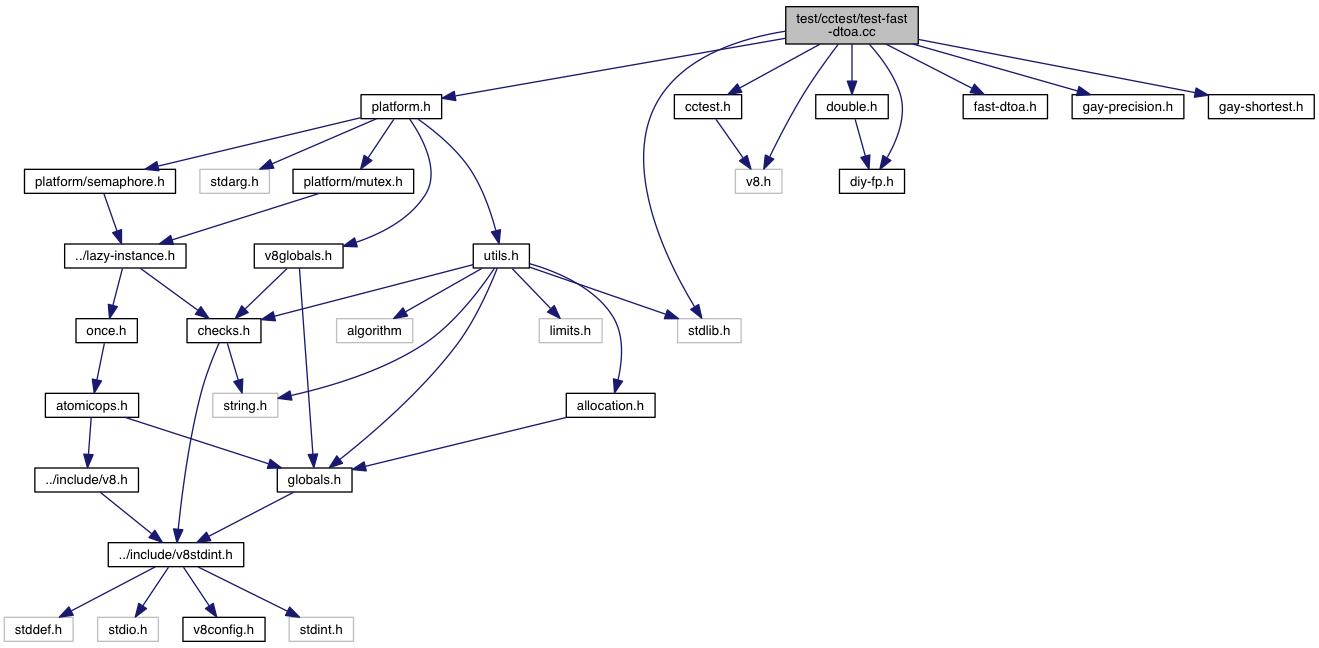 test/cctest/test-fast
-dtoa.cc
platform.h
cctest.h
double.h
fast-dtoa.h
gay-precision.h
gay-shortest.h
platform/semaphore.h
stdarg.h
platform/mutex.h
v8.h
diy-fp.h
../lazy-instance.h
v8globals.h
utils.h
once.h
checks.h
algorithm
limits.h
stdlib.h
atomicops.h
string.h
allocation.h
../include/v8.h
globals.h
../include/v8stdint.h
stddef.h
stdio.h
v8config.h
stdint.h